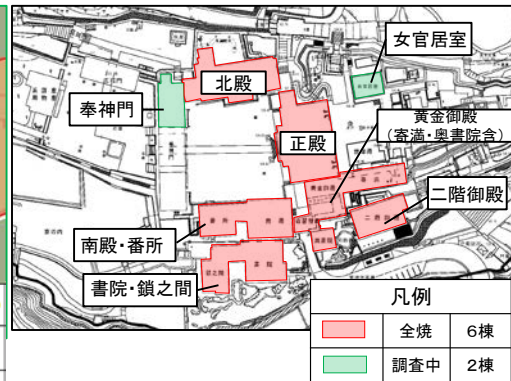 女官居室
北殿
奉神門
黄金御殿
(寄満・奥書院含)
正殿
二階御殿
南殿・番所
書院・鎖之間
凡例
全焼 6棟
調査中 2棟